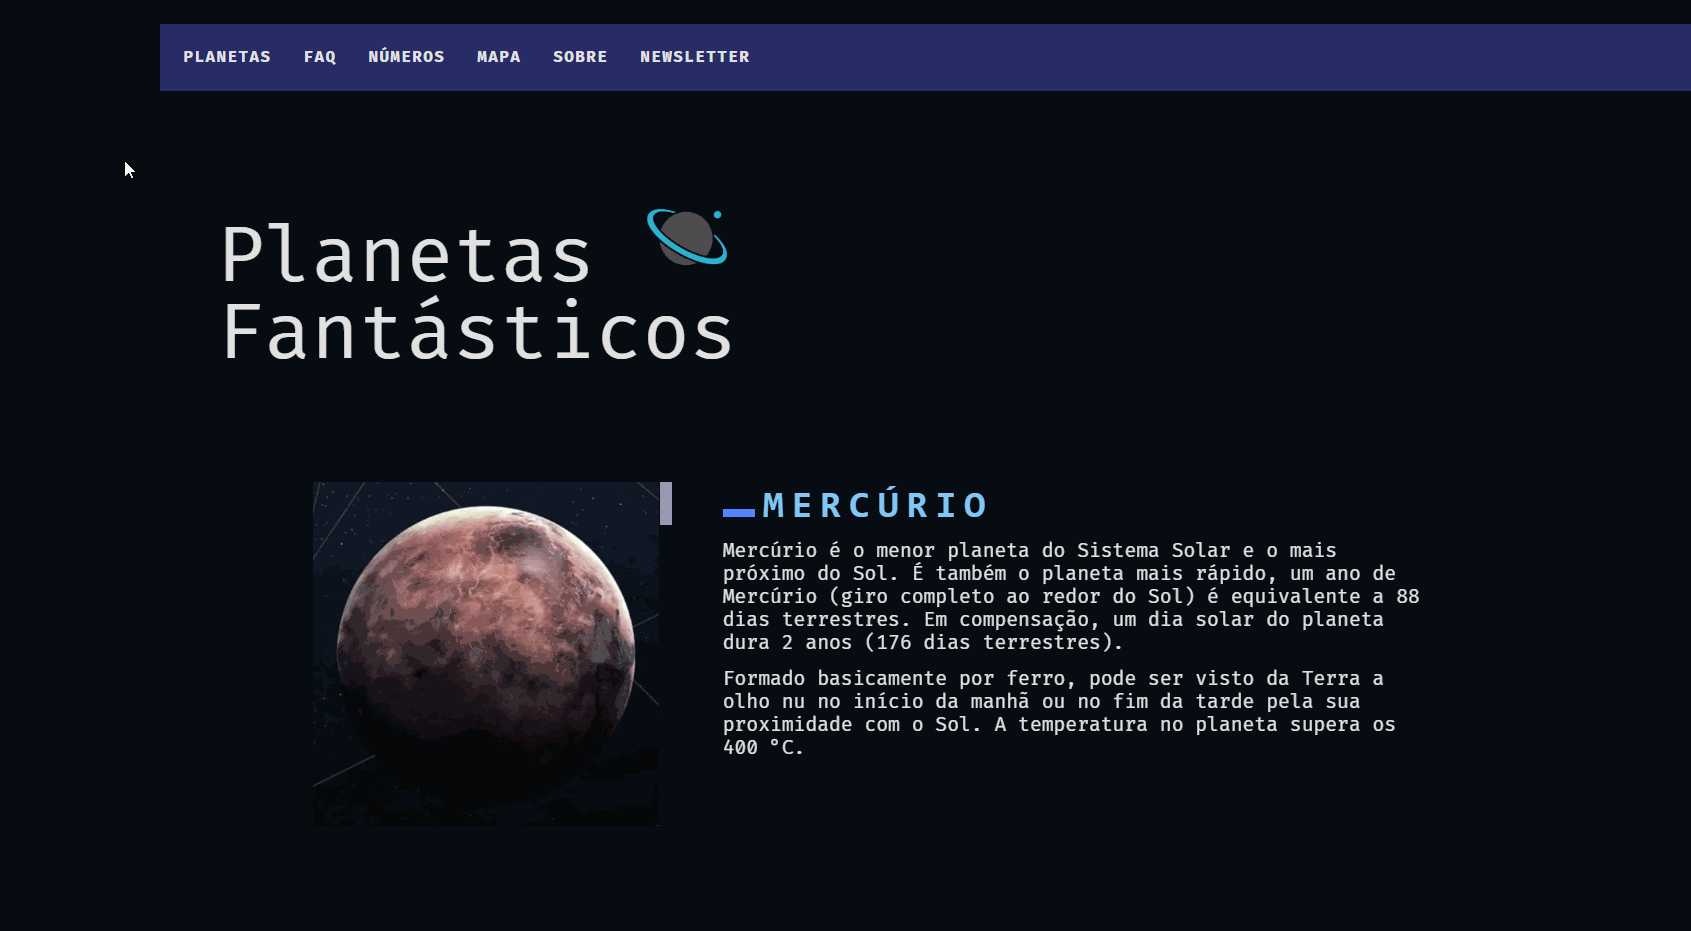 PLANETAS FAQ NÚMEROS MAPA SOBRE NEWSLETTER
Planetas
Fantásticos
MERCÚRIO
Mercúrio é o menor planeta do Sistema Solar e o mais
próximo do Sol. É também o planeta mais rápido, um ano de
Mercúrio (giro completo ao redor do Sol) é equivalente a 88
dias terrestres. Em compensação, um dia solar do planeta
dura 2 anos (176 dias terrestres).
Formado basicamente por ferro, pode ser visto da Terra a
olho nu no início da manhã ou no fim da tarde pela sua
proximidade com o Sol. A temperatura no planeta supera os
400 °C.